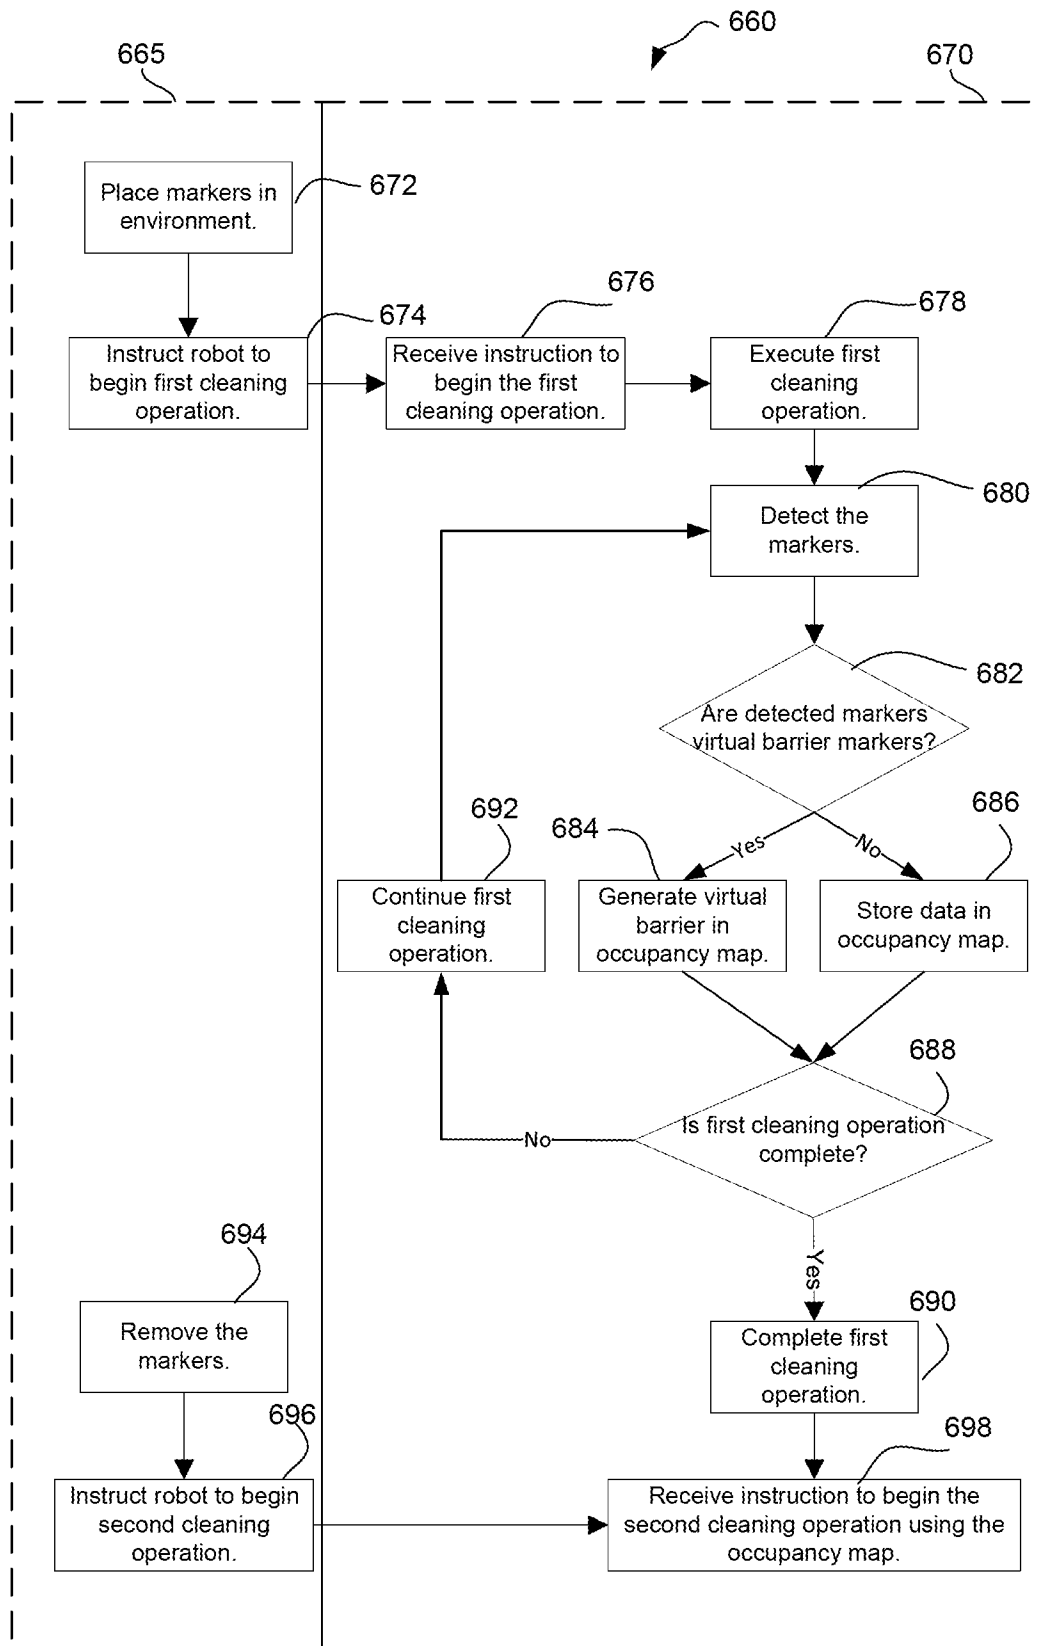 660
665
670
Place markers in
environment.
672
674
676
678
Instruct robot to
begin first cleaning
operation.
Receive instruction to
begin the first
cleaning operation.
Execute first
cleaning
operation.
680
Detect the
markers.
682
Are detected markers
virtual barrier markers?
692
684
686
Yes
No
Continue first
cleaning
operation.
Generate virtual
barrier in
occupancy map.
Store data in
occupancy map.
688
Is first cleaning operation
complete?
No
Yes
694
690
Remove the
markers.
Complete first
cleaning
operation.
696
698
Instruct robot to begin
second cleaning
operation.
Receive instruction to begin the
second cleaning operation using the
occupancy map.